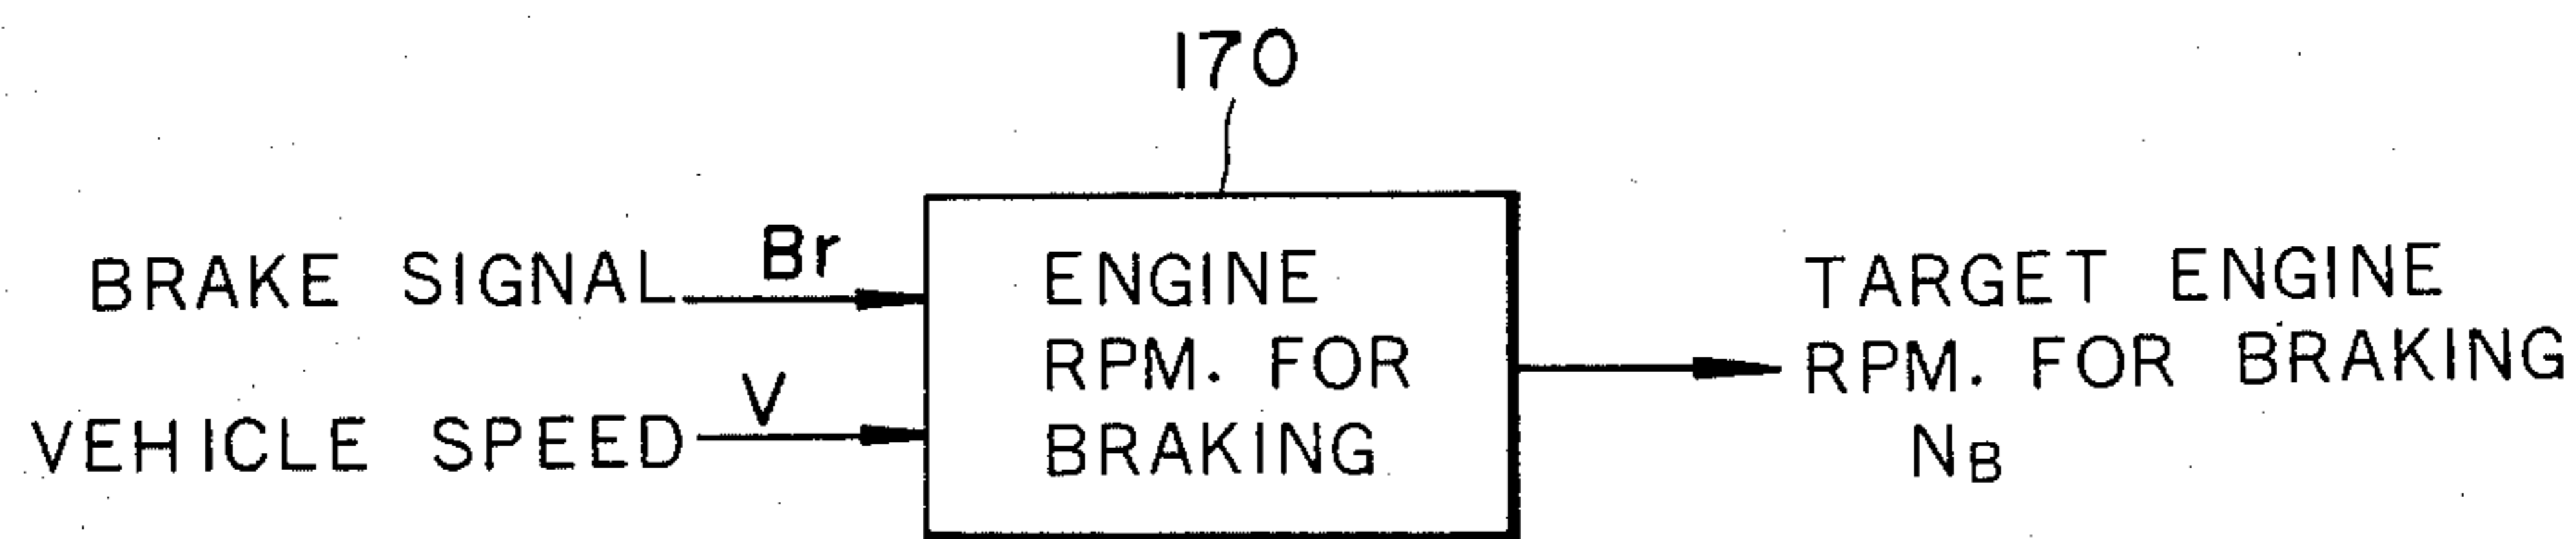 170
BRAKE SIGNAL
Br
VEHICLE SPEED
V
ENGINE
RPM. FOR
BRAKING
TARGET ENGINE
RPM. FOR BRAKING
NB